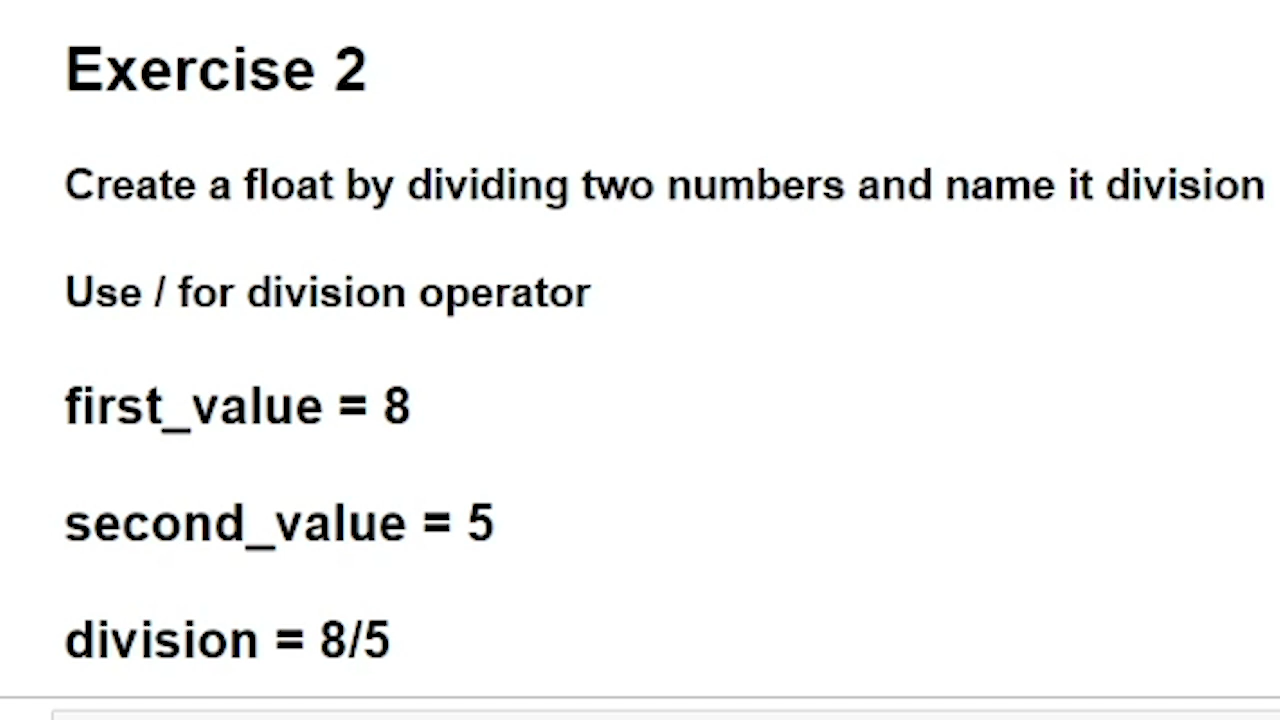 Exercise 2
Create a float by dividing two numbers and name it division
Use / for division operator
first_value = 8
second_value = 5
division = 8/5